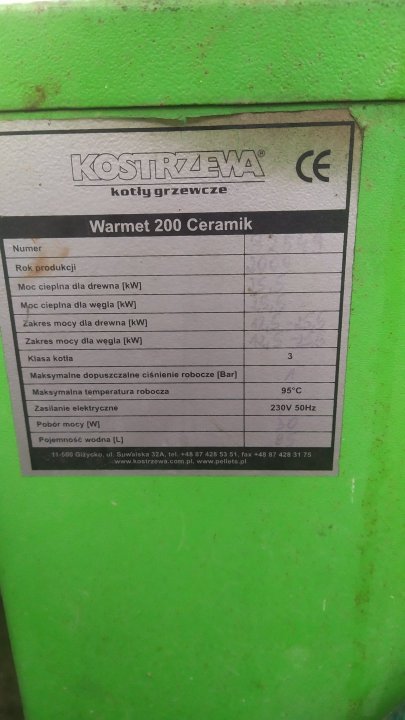 KOSTRZEWA®
CE
kotły grzewcze
Warmet 200 Ceramik
Numer
Rok produkcji
Moc cieplna dla drewna [kW]
Moc cieplna dla węgla [kW]
Zakres mocy dla drewna [kW]
Zakres mocy dla węgla [kW]
Klasa kotła 3
Maksymalne dopuszczalne ciśnienie robocze [Bar]
Maksymalna temperatura robocza 95°C
Zasilanie elektryczne 230V 50Hz
Pobór mocy [W]
Pojemność wodna [L]
11-500 Giżycko, ul. Suwalska 32A, tel. +48 87 428 53 51, fax +48 87 428 31 75
www.kostrzewa.com.pl, www.pellets.pl